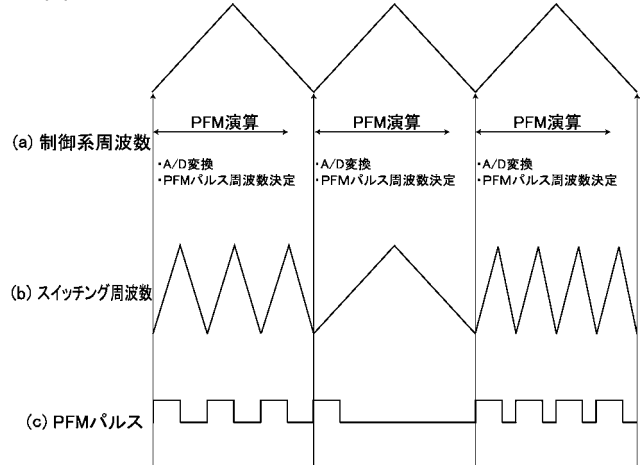 PFM演算 PFM演算 PFM演算
(a) 制御系周波数
・A/D変換 ・A/D変換 ・A/D変換
・PFMパルス周波数決定 ・PFMパルス周波数決定 ・PFMパルス周波数決定
(b) スイッチング周波数
(c) PFMパルス